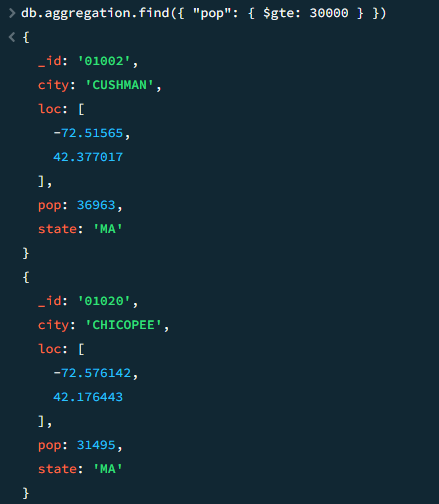 > db.aggregation.find({ "pop": { $gte: 30000 } })
< {
_id: '01002',
city: 'CUSHMAN',
loc: [
-72.51565,
42.377017
],
pop: 36963,
state: 'MA'
}
{
_id: '01020',
city: 'CHICOPEE',
loc: [
-72.576142,
42.176443
],
pop: 31495,
state: 'MA'
}